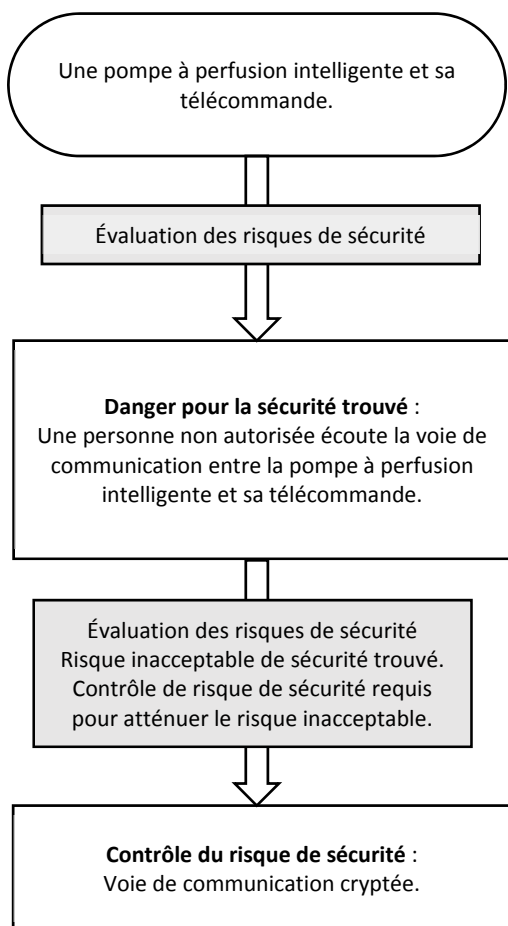 Une pompe à perfusion intelligente et sa
télécommande.
Évaluation des risques de sécurité
Danger pour la sécurité trouvé :
Une personne non autorisée écoute la voie de
communication entre la pompe à perfusion
intelligente et sa télécommande.
Évaluation des risques de sécurité
Risque inacceptable de sécurité trouvé.
Contrôle de risque de sécurité requis
pour atténuer le risque inacceptable.
Contrôle du risque de sécurité :
Voie de communication cryptée.